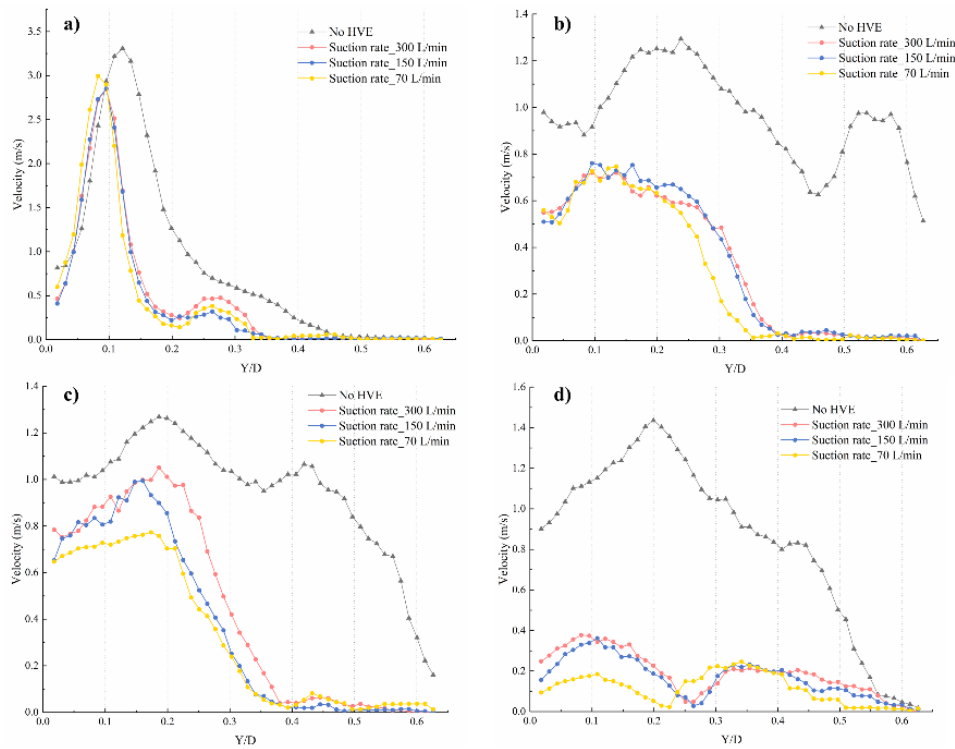 a)
No HVE
Suction rate_300 L/min
Suction rate_150 L/min
Suction rate_70 L/min
Velocity (m/s)
3.5
3.0
2.5
2.0
1.5
1.0
0.5
0.0
0.0 0.1 0.2 0.3 0.4 0.5 0.6
Y/D
b)
No HVE
Suction rate_300 L/min
Suction rate_150 L/min
Suction rate_70 L/min
Velocity (m/s)
1.4
1.2
1.0
0.8
0.6
0.4
0.2
0.0
0.0 0.1 0.2 0.3 0.4 0.5 0.6
Y/D
c)
No HVE
Suction rate_300 L/min
Suction rate_150 L/min
Suction rate_70 L/min
Velocity (m/s)
1.4
1.2
1.0
0.8
0.6
0.4
0.2
0.0
0.0 0.1 0.2 0.3 0.4 0.5 0.6
Y/D
d)
No HVE
Suction rate_300 L/min
Suction rate_150 L/min
Suction rate_70 L/min
Velocity (m/s)
1.6
1.4
1.2
1.0
0.8
0.6
0.4
0.2
0.0
0.0 0.1 0.2 0.3 0.4 0.5 0.6
Y/D